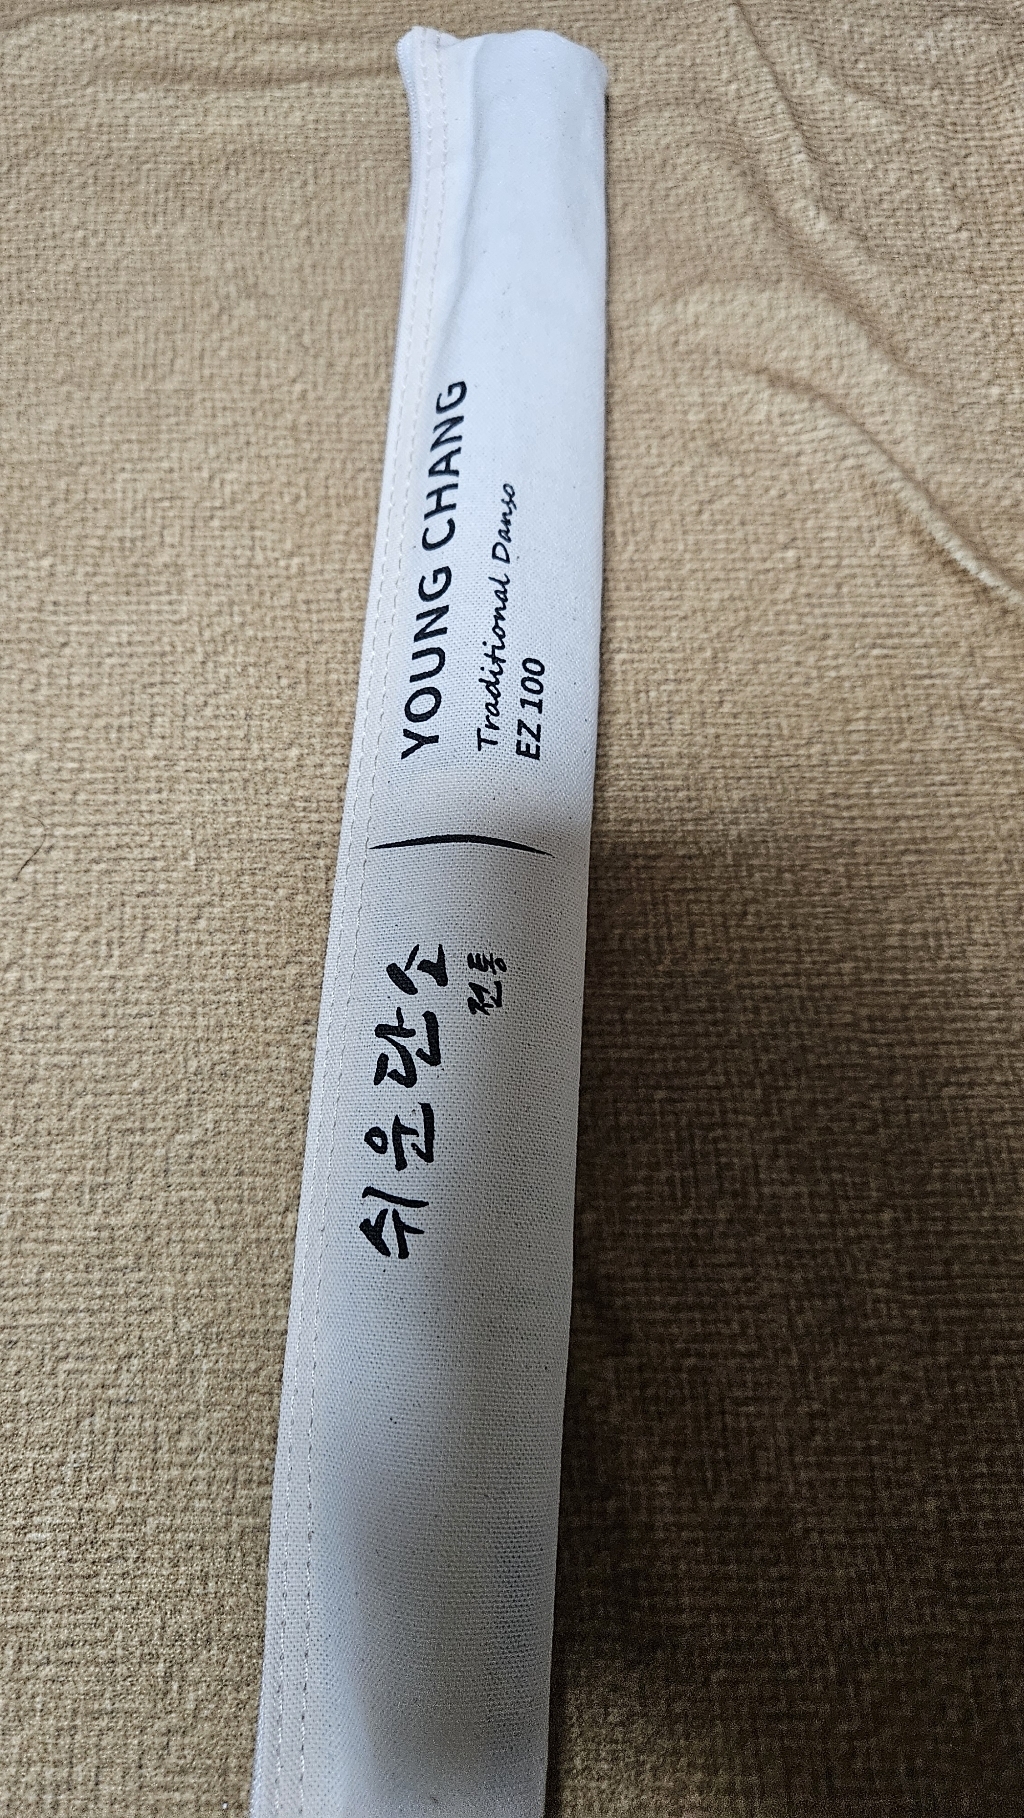 쉬운단소
전통
YOUNG CHANG
Traditional Danso
EZ 100